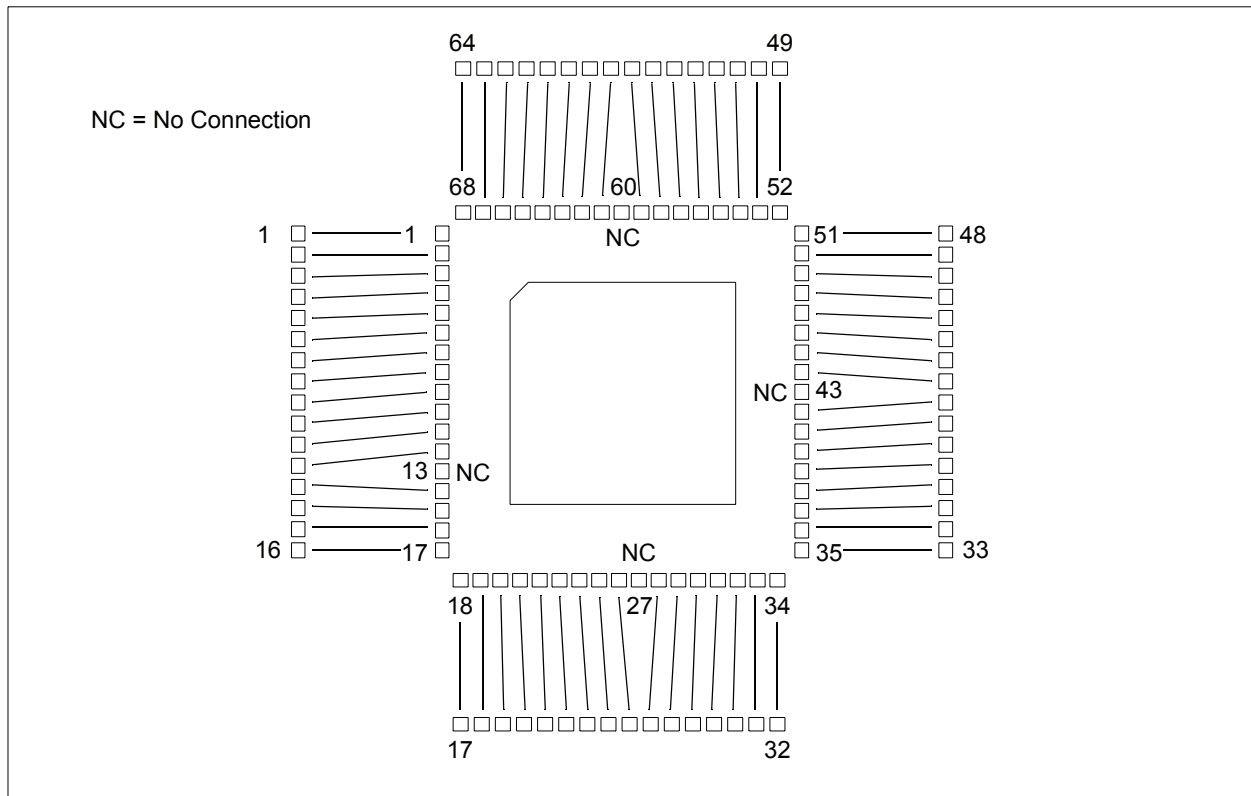 64 49
NC = No Connection
68 60 52
1 1 NC 51 48
NC 43
13 NC
16 17 NC 35 33
18 27 34
17 32